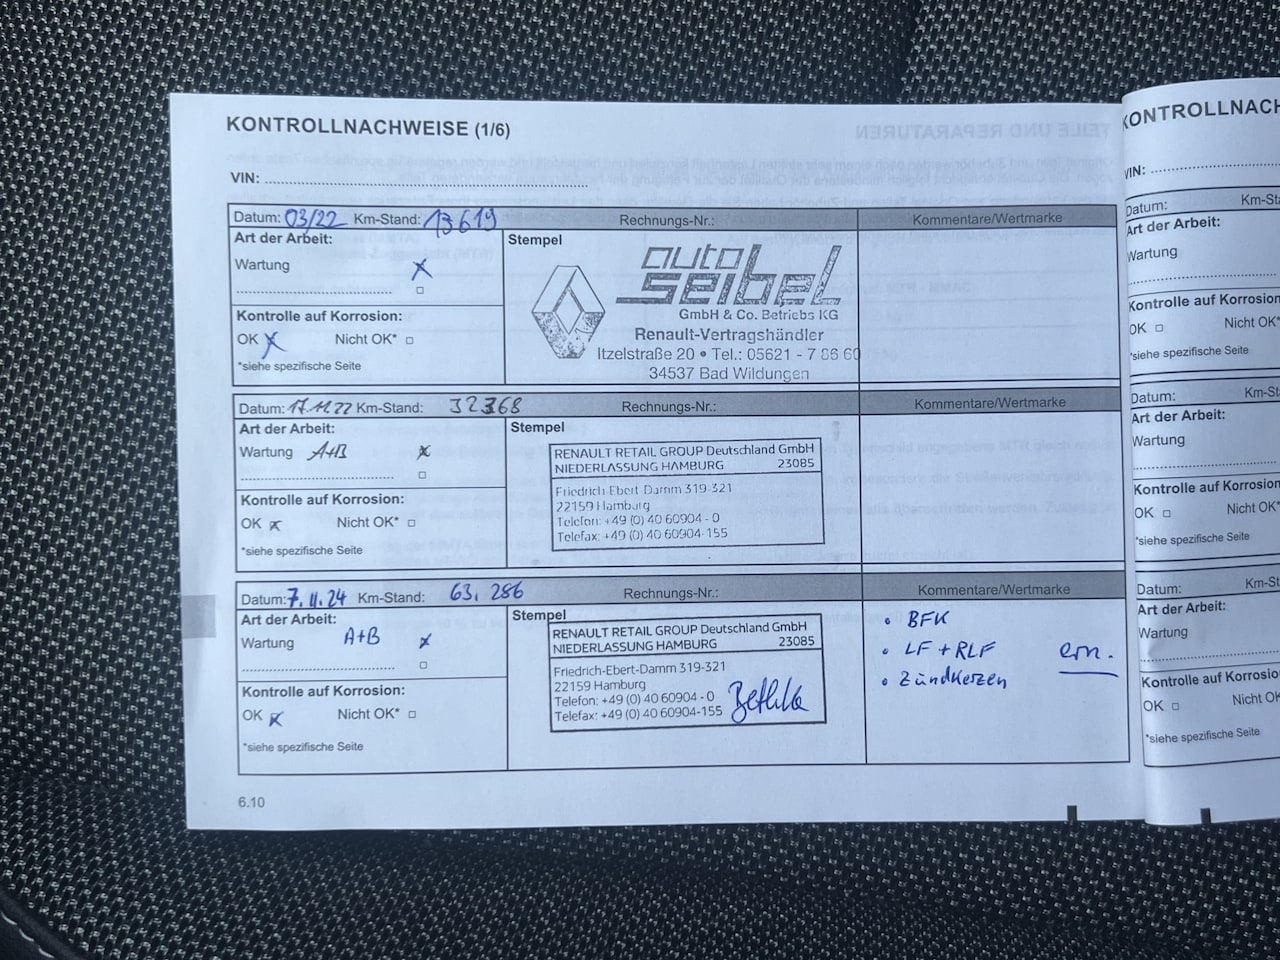 KONTROLLNACHWEISE (1/6)
VIN:
Datum: 03/22 Km-Stand: 13619 Rechnungs-Nr.: Kommentare/Wertmarke
Art der Arbeit:
Wartung
Kontrolle auf Korrosion:
OK Nicht OK*
*siehe spezifische Seite
Stempel
auto
seibel
GmbH & Co. Betriebs KG
Renault-Vertragshändler
Itzelstraße 20 • Tel.: 05621 - 7 86 60
34537 Bad Wildungen
Datum: 17.11.22 Km-Stand: 32368 Rechnungs-Nr.: Kommentare/Wertmarke
Art der Arbeit:
Wartung A+B
Kontrolle auf Korrosion:
OK Nicht OK*
*siehe spezifische Seite
Stempel
RENAULT RETAIL GROUP Deutschland GmbH
NIEDERLASSUNG HAMBURG 23085
Friedrich-Ebert-Damm 319-321
22159 Hamburg
Telefon: +49 (0) 40 60904 - 0
Telefax: +49 (0) 40 60904-155
Datum: 7.11.24 Km-Stand: 63.286 Rechnungs-Nr.: Kommentare/Wertmarke
Art der Arbeit:
Wartung A+B
Kontrolle auf Korrosion:
OK Nicht OK*
*siehe spezifische Seite
Stempel
RENAULT RETAIL GROUP Deutschland GmbH
NIEDERLASSUNG HAMBURG 23085
Friedrich-Ebert-Damm 319-321
22159 Hamburg
Telefon: +49 (0) 40 60904 - 0
Telefax: +49 (0) 40 60904-155
• BFK
• LF + RLF ern.
• Zündkerzen
6.10
KONTROLLNACH
VIN:
Datum: Km-St
Art der Arbeit:
Wartung
Kontrolle auf Korrosion
OK Nicht OK*
*siehe spezifische Seite
Datum: Km-St
Art der Arbeit:
Wartung
Kontrolle auf Korrosion
OK Nicht OK*
*siehe spezifische Seite
Datum: Km-St
Art der Arbeit:
Wartung
Kontrolle auf Korrosio
OK Nicht OK
*siehe spezifische Seite